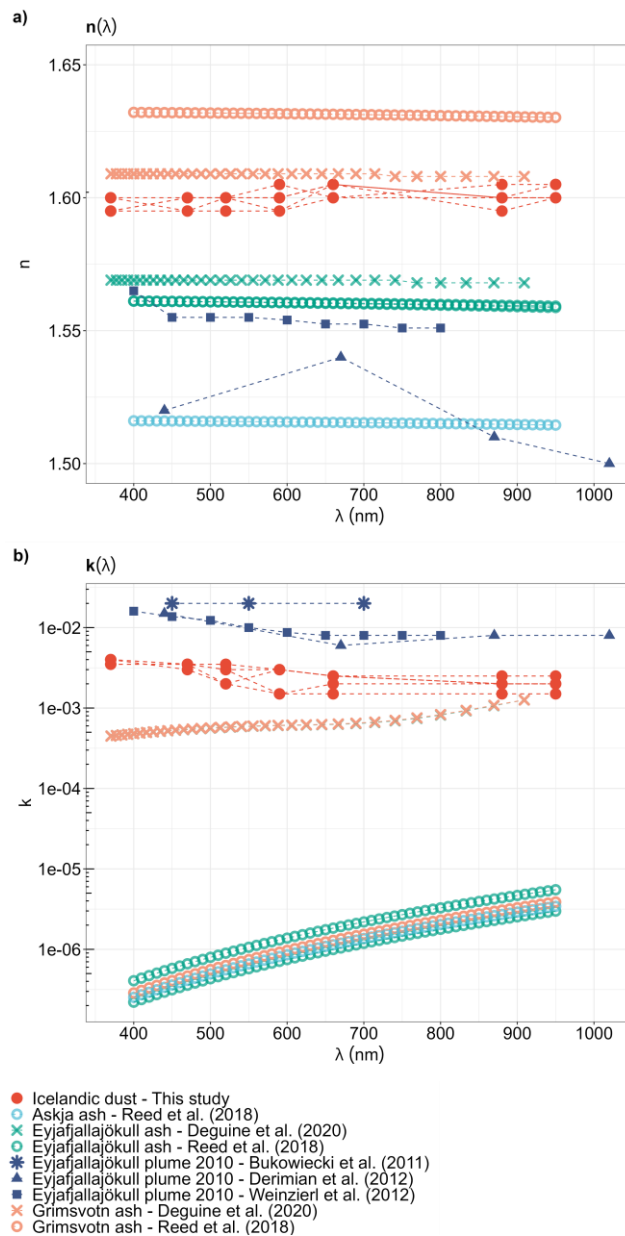 a)
n(λ)
1.65
1.60
1.55
1.50
n
400 500 600 700 800 900 1000
λ (nm)
b)
k(λ)
1e-02
1e-03
1e-04
1e-05
1e-06
k
400 500 600 700 800 900 1000
λ (nm)
Icelandic dust - This study
Askja ash - Reed et al. (2018)
Eyjafjallajökull ash - Deguine et al. (2020)
Eyjafjallajökull ash - Reed et al. (2018)
Eyjafjallajökull plume 2010 - Bukowiecki et al. (2011)
Eyjafjallajökull plume 2010 - Derimian et al. (2012)
Eyjafjallajökull plume 2010 - Weinzierl et al. (2012)
Grimsvotn ash - Deguine et al. (2020)
Grimsvotn ash - Reed et al. (2018)